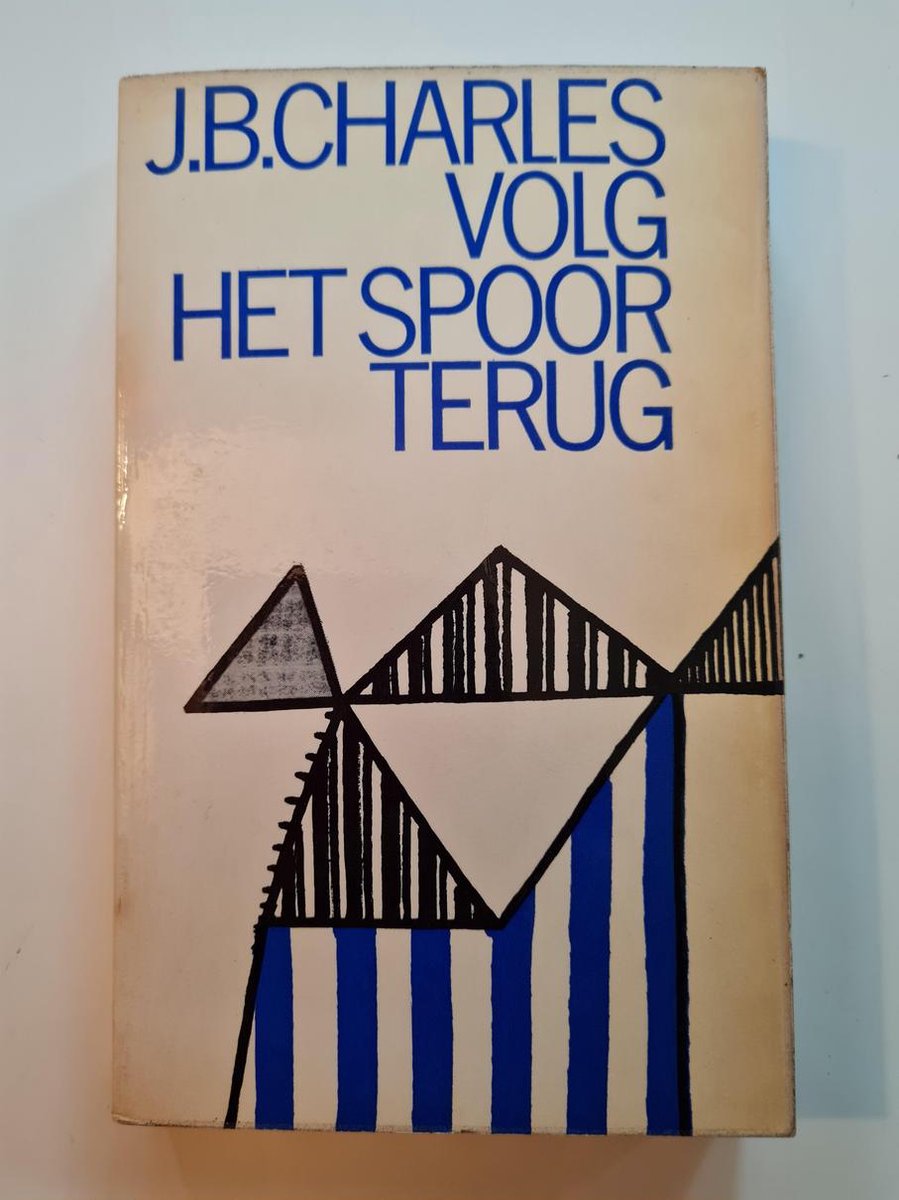 J.B.CHARLES
VOLG
HET SPOOR
TERUG